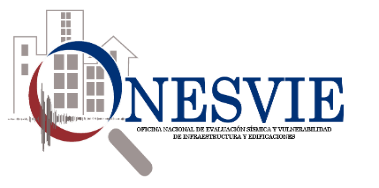 ONESVIE
OFICINA NACIONAL DE EVALUACIÓN SÍSMICA Y VULNERABILIDAD
DE INFRAESTRUCTURA Y EDIFICACIONES